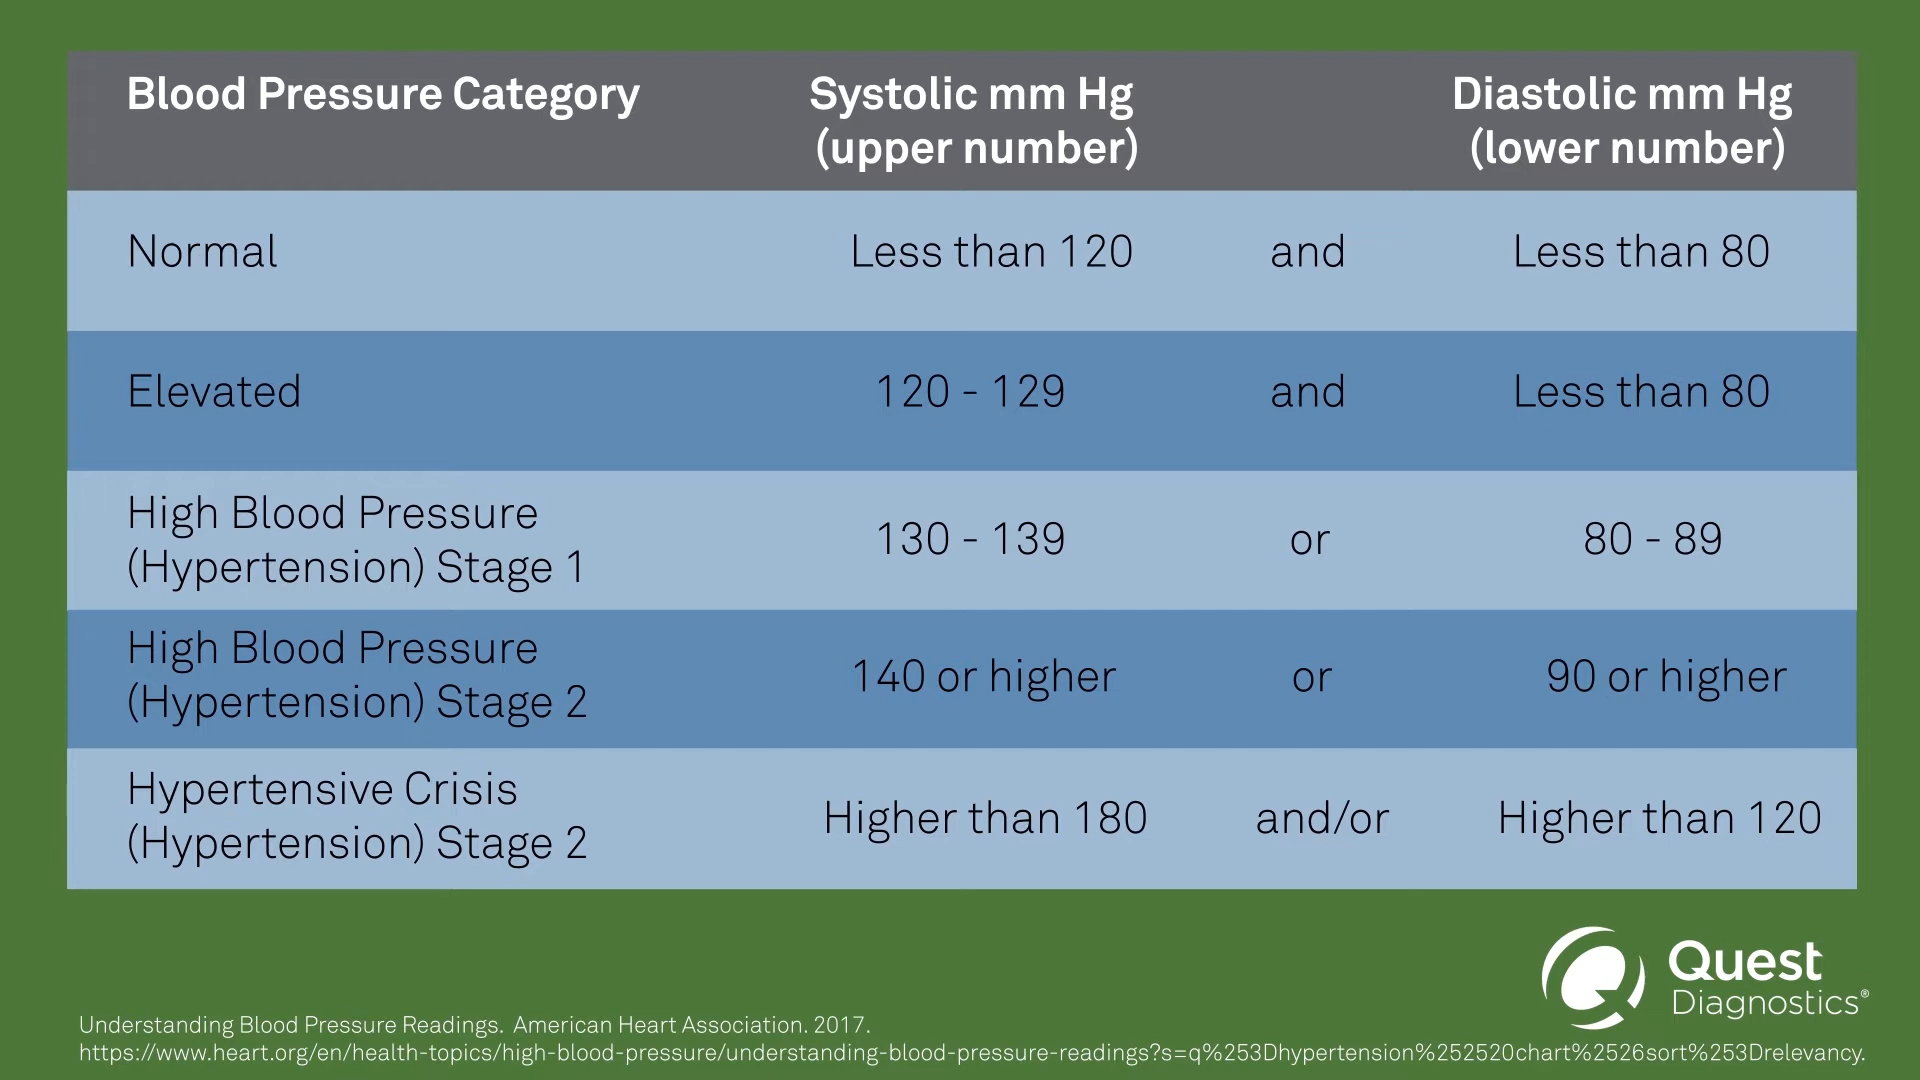 Blood Pressure Category
Systolic mm Hg
(upper number)
Diastolic mm Hg
(lower number)
Normal
Less than 120
and
Less than 80
Elevated
120 - 129
and
Less than 80
High Blood Pressure
(Hypertension) Stage 1
130 - 139
or
80 - 89
High Blood Pressure
(Hypertension) Stage 2
140 or higher
or
90 or higher
Hypertensive Crisis
(Hypertension) Stage 2
Higher than 180
and/or
Higher than 120
Quest
Diagnostics®
Understanding Blood Pressure Readings. American Heart Association. 2017.
https://www.heart.org/en/health-topics/high-blood-pressure/understanding-blood-pressure-readings?s=q%253Dhypertension%252520chart%2526sort%253Drelevancy.